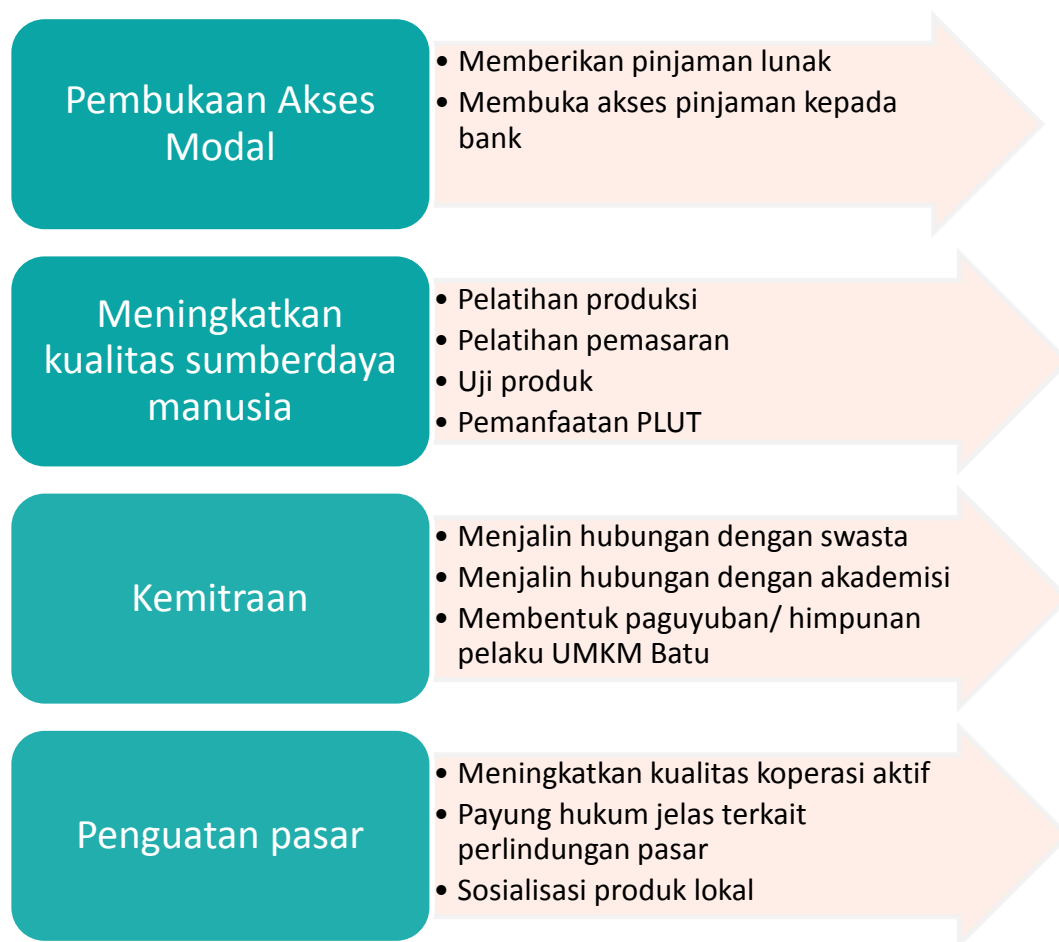 Pembukaan Akses
Modal
• Memberikan pinjaman lunak
• Membuka akses pinjaman kepada
bank
Meningkatkan
kualitas sumberdaya
manusia
• Pelatihan produksi
• Pelatihan pemasaran
• Uji produk
• Pemanfaatan PLUT
Kemitraan
• Menjalin hubungan dengan swasta
• Menjalin hubungan dengan akademisi
• Membentuk paguyuban/ himpunan
pelaku UMKM Batu
Penguatan pasar
• Meningkatkan kualitas koperasi aktif
• Payung hukum jelas terkait
perlindungan pasar
• Sosialisasi produk lokal